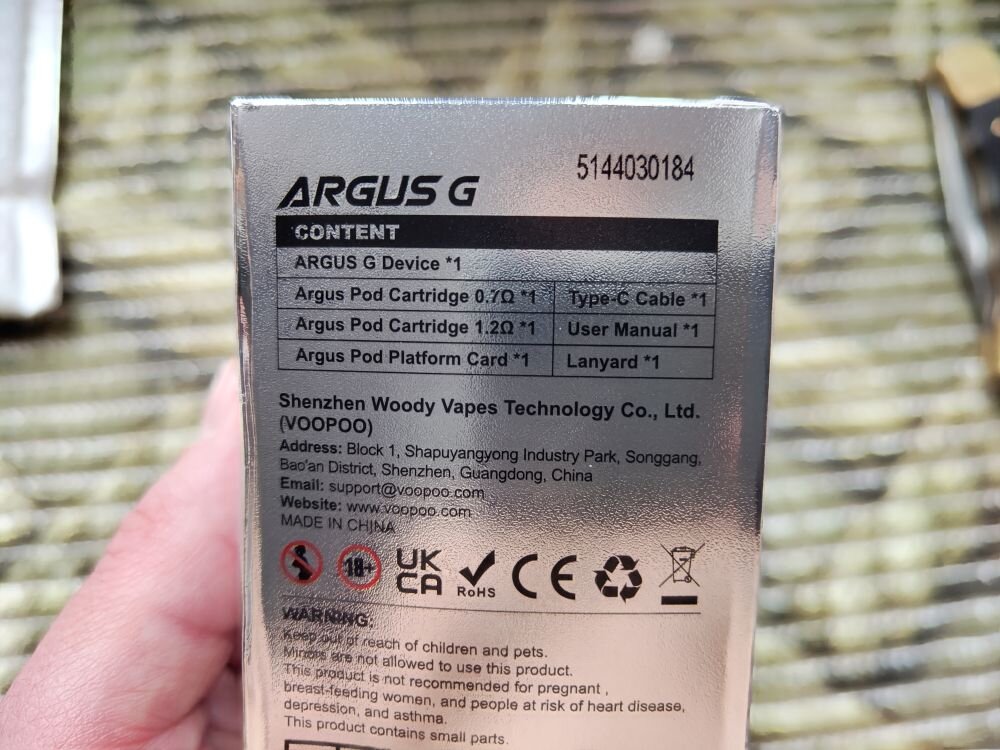 5144030184
ARGUS G
CONTENT
ARGUS G Device *1
Argus Pod Cartridge 0.7Ω *1 Type-C Cable *1
Argus Pod Cartridge 1.2Ω *1 User Manual *1
Argus Pod Platform Card *1 Lanyard *1
Shenzhen Woody Vapes Technology Co., Ltd.
(VOOPOO)
Address: Block 1, Shapuyangyong Industry Park, Songgang,
Bao'an District, Shenzhen, Guangdong, China
Email: support@voopoo.com
Website: www.voopoo.com
MADE IN CHINA
18+ UK
CA RoHS CE
WARNING:
Keep out of reach of children and pets.
Minors are not allowed to use this product.
This product is not recommended for pregnant ,
breast-feeding women, and people at risk of heart disease,
depression, and asthma.
This product contains small parts.